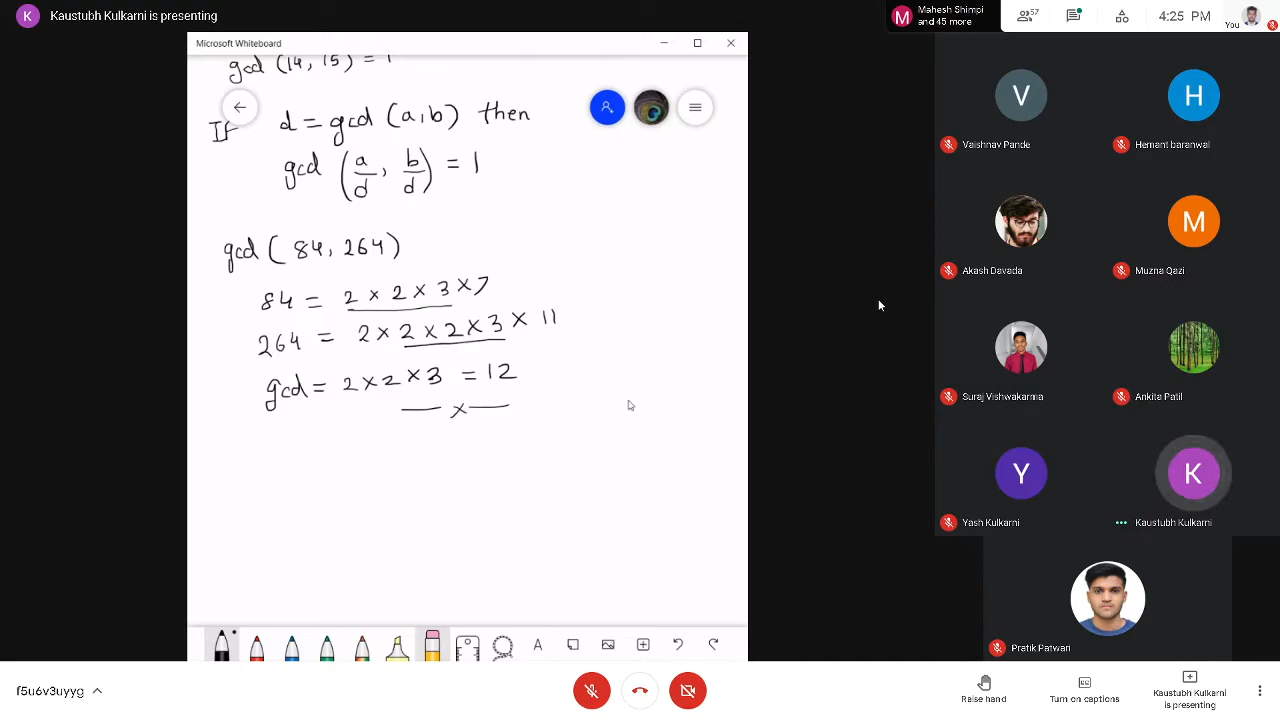 K Kaustubh Kulkarni is presenting
M Mahesh Shimpi and 45 more
57
4:25 PM
You
Microsoft Whiteboard
gcd (14, 15) = 1
If d = gcd (a, b) then
gcd (a/d, b/d) = 1
gcd (84, 264)
84 = 2 × 2 × 3 × 7
264 = 2 × 2 × 2 × 3 × 11
gcd = 2 × 2 × 3 = 12
— × —
A
V
Vaishnav Pande
H
Hemant baranwal
Akash Davada
M
Muzna Qazi
Suraj Vishwakarma
Ankita Patil
Y
Yash Kulkarni
K
Kaustubh Kulkarni
Pratik Patwari
f5u6v3uyyg
Raise hand
CC
Turn on captions
Kaustubh Kulkarni
is presenting